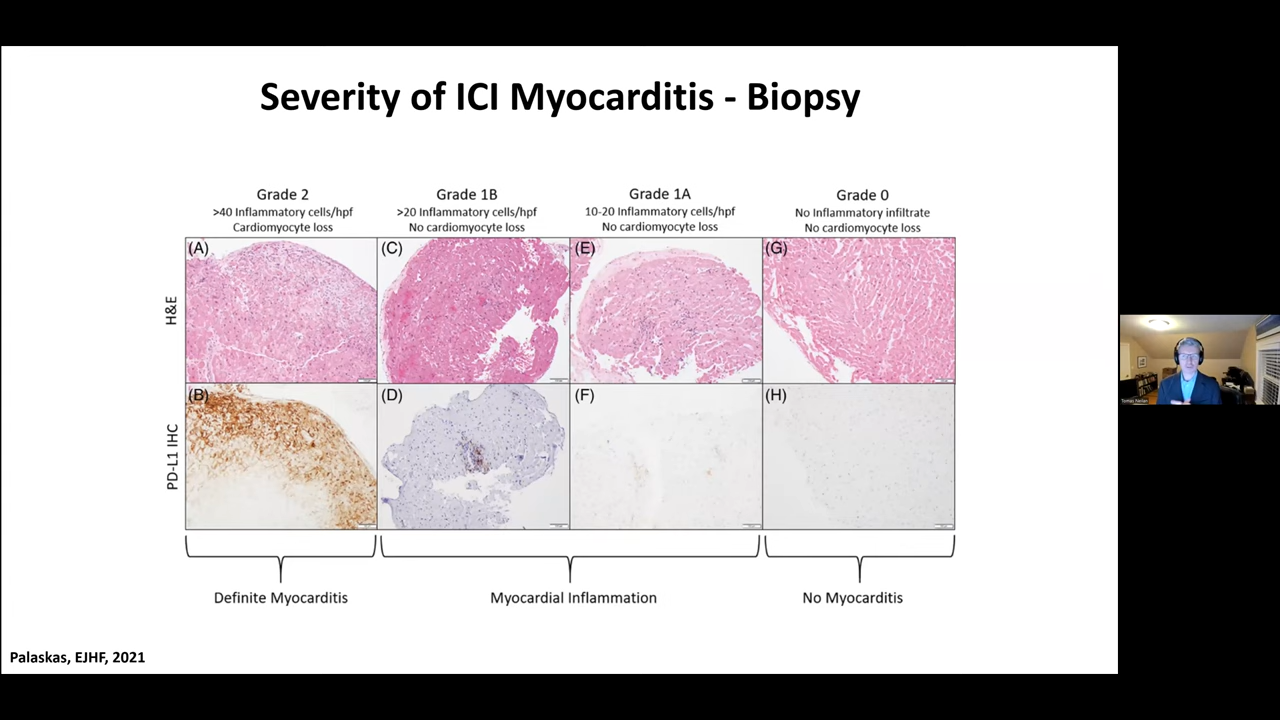 Severity of ICI Myocarditis - Biopsy
Grade 2
>40 Inflammatory cells/hpf
Cardiomyocyte loss
Grade 1B
>20 Inflammatory cells/hpf
No cardiomyocyte loss
Grade 1A
10-20 Inflammatory cells/hpf
No cardiomyocyte loss
Grade 0
No Inflammatory infiltrate
No cardiomyocyte loss
H&E
(A)
(C)
(E)
(G)
PD-L1 IHC
(B)
(D)
(F)
(H)
Definite Myocarditis
Myocardial Inflammation
No Myocarditis
Palaskas, EJHF, 2021